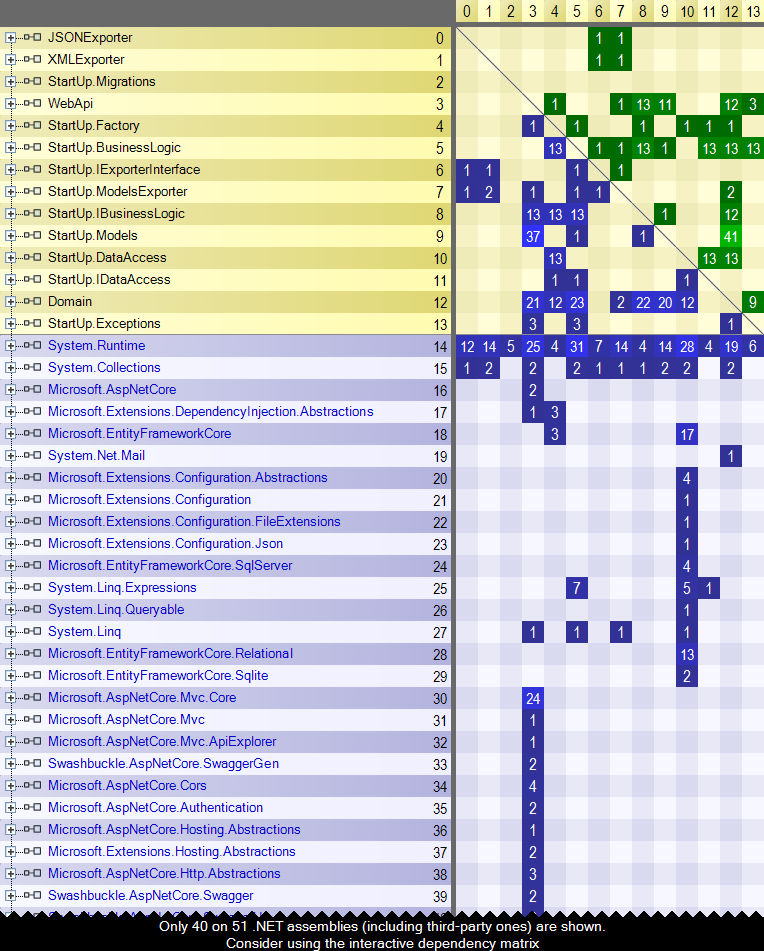 0 1 2 3 4 5 6 7 8 9 10 11 12 13
JSONExporter 0 1 1
XMLExporter 1 1 1
StartUp.Migrations 2
WebApi 3 1 1 13 11 12 3
StartUp.Factory 4 1 1 1 1 1 1
StartUp.BusinessLogic 5 13 1 1 13 1 13 13 13
StartUp.IExporterInterface 6 1 1 1 1
StartUp.ModelsExporter 7 1 2 1 1 1 2
StartUp.IBusinessLogic 8 13 13 13 1 12
StartUp.Models 9 37 1 1 41
StartUp.DataAccess 10 13 13 13
StartUp.IDataAccess 11 1 1 1
Domain 12 21 12 23 2 22 20 12 9
StartUp.Exceptions 13 3 3 1
System.Runtime 14 12 14 5 25 4 31 7 14 4 14 28 4 19 6
System.Collections 15 1 2 2 2 1 1 1 2 2 2
Microsoft.AspNetCore 16 2
Microsoft.Extensions.DependencyInjection.Abstractions 17 1 3
Microsoft.EntityFrameworkCore 18 3 17
System.Net.Mail 19 1
Microsoft.Extensions.Configuration.Abstractions 20 4
Microsoft.Extensions.Configuration 21 1
Microsoft.Extensions.Configuration.FileExtensions 22 1
Microsoft.Extensions.Configuration.Json 23 1
Microsoft.EntityFrameworkCore.SqlServer 24 4
System.Linq.Expressions 25 7 5 1
System.Linq.Queryable 26 1
System.Linq 27 1 1 1 1
Microsoft.EntityFrameworkCore.Relational 28 13
Microsoft.EntityFrameworkCore.Sqlite 29 2
Microsoft.AspNetCore.Mvc.Core 30 24
Microsoft.AspNetCore.Mvc 31 1
Microsoft.AspNetCore.Mvc.ApiExplorer 32 1
Swashbuckle.AspNetCore.SwaggerGen 33 2
Microsoft.AspNetCore.Cors 34 4
Microsoft.AspNetCore.Authentication 35 2
Microsoft.AspNetCore.Hosting.Abstractions 36 1
Microsoft.Extensions.Hosting.Abstractions 37 2
Microsoft.AspNetCore.Http.Abstractions 38 3
Swashbuckle.AspNetCore.Swagger 39 2
Only 40 on 51 .NET assemblies (including third-party ones) are shown.
Consider using the interactive dependency matrix